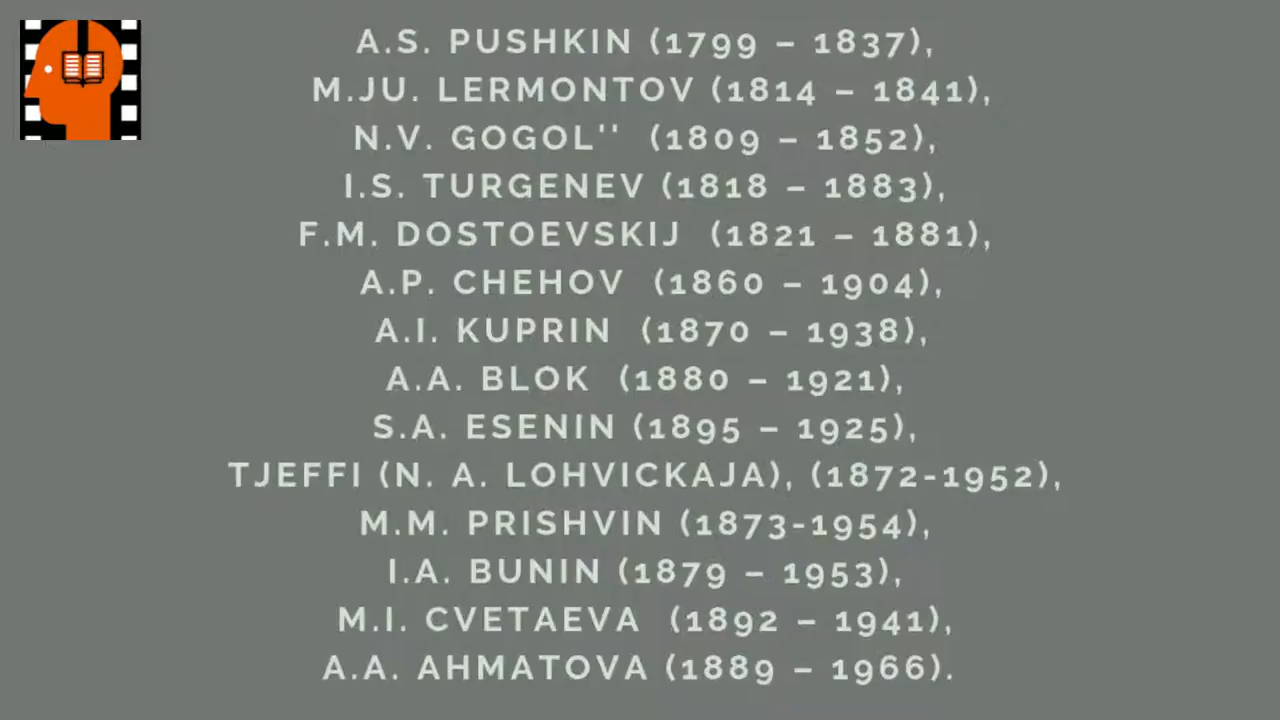 A.S. PUSHKIN (1799 – 1837),
M.JU. LERMONTOV (1814 – 1841),
N.V. GOGOL'' (1809 – 1852),
I.S. TURGENEV (1818 – 1883),
F.M. DOSTOEVSKIJ (1821 – 1881),
A.P. CHEHOV (1860 – 1904),
A.I. KUPRIN (1870 – 1938),
A.A. BLOK (1880 – 1921),
S.A. ESENIN (1895 – 1925),
TJEFFI (N. A. LOHVICKAJA), (1872-1952),
M.M. PRISHVIN (1873-1954),
I.A. BUNIN (1879 – 1953),
M.I. CVETAEVA (1892 – 1941),
A.A. AHMATOVA (1889 – 1966).